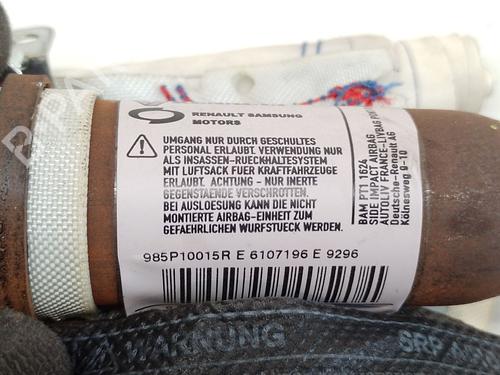 RENAULT SAMSUNG
MOTORS
UMGANG NUR DURCH GESCHULTES
PERSONAL ERLAUBT. VERWENDUNG NUR
ALS INSASSEN-RUECKHALTESYSTEM
MIT LUFTSACK FUER KRAFTFAHRZEUGE
ERLAUBT. ACHTUNG - NUR INERTE
GEGENSTAENDE VERSCHROTTEN.
BEI AUSLOESUNG KANN DIE NICHT
MONTIERTE AIRBAG-EINHEIT ZUM
GEFAEHRLICHEN WURFSTUECK WERDEN.
BAM PT1 1624
SIDE IMPACT AIRBAG
AUTOLIV FRANCE-LIVBAG
Deutsche-Renault AG
Kölnesweg 9-10
985P10015R E 6107196 E 9296
WARNUNG